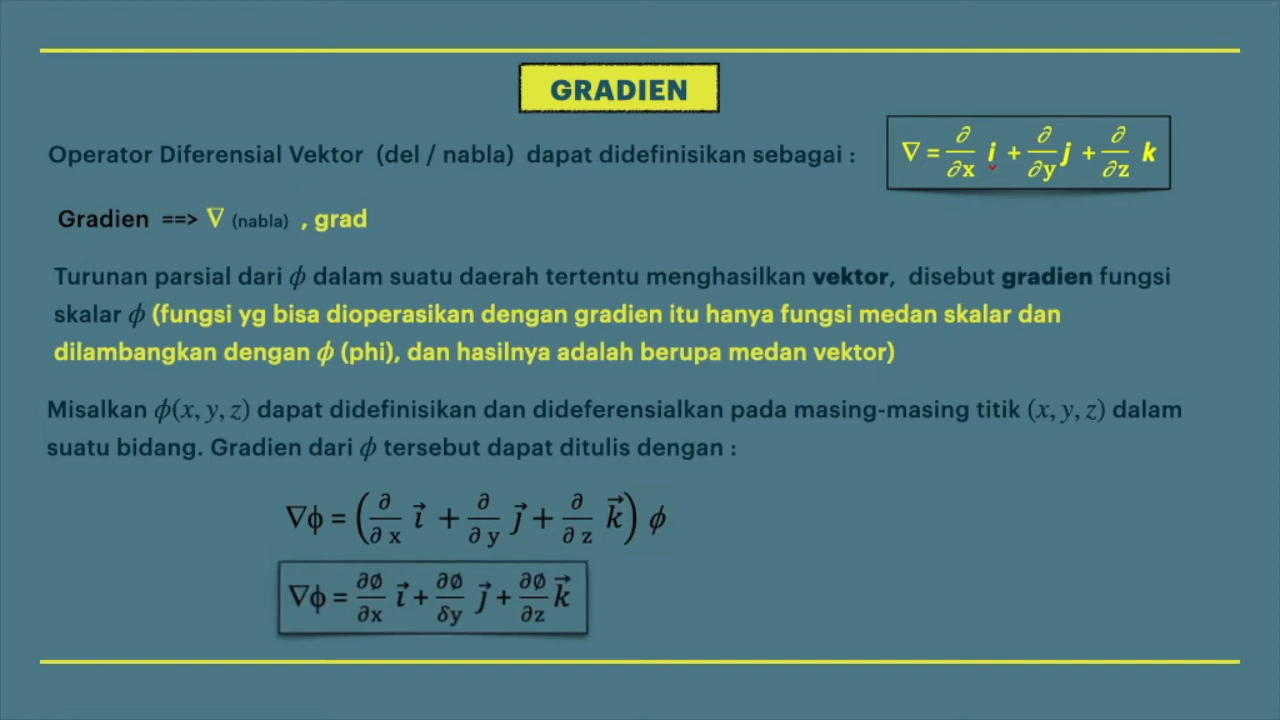 GRADIEN
Operator Diferensial Vektor (del / nabla) dapat didefinisikan sebagai :
∇ = ∂/∂x i + ∂/∂y j + ∂/∂z k
Gradien ==> ∇ (nabla) , grad
Turunan parsial dari ϕ dalam suatu daerah tertentu menghasilkan vektor, disebut gradien fungsi
skalar ϕ (fungsi yg bisa dioperasikan dengan gradien itu hanya fungsi medan skalar dan
dilambangkan dengan ϕ (phi), dan hasilnya adalah berupa medan vektor)
Misalkan ϕ(x, y, z) dapat didefinisikan dan dideferensialkan pada masing-masing titik (x, y, z) dalam
suatu bidang. Gradien dari ϕ tersebut dapat ditulis dengan :
∇ϕ = (∂/∂x i⃗ + ∂/∂y j⃗ + ∂/∂z k⃗) ϕ
∇ϕ = ∂ø/∂x i⃗ + ∂ø/δy j⃗ + ∂ø/∂z k⃗